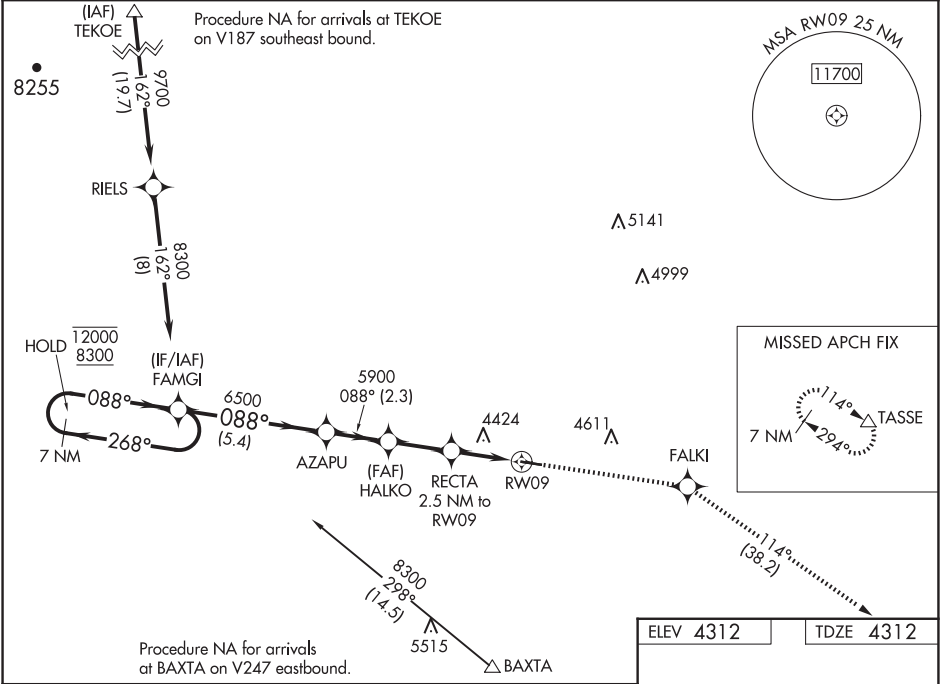 (IAF)
TEKOE
Procedure NA for arrivals at TEKOE
on V187 southeast bound.
MSA RW09 25 NM
11700
8255
9700
162°
(19.7)
RIELS
8300
162°
(8)
5141
4999
HOLD
12000
8300
(IF/IAF)
FAMGI
088°
268°
7 NM
6500
088°
(5.4)
AZAPU
5900
088° (2.3)
(FAF)
HALKO
RECTA
2.5 NM to
RW09
4424
RW09
4611
FALKI
114°
(38.2)
MISSED APCH FIX
114°
TASSE
7 NM
294°
8300
298°
(14.5)
5515
BAXTA
Procedure NA for arrivals
at BAXTA on V247 eastbound.
ELEV 4312
TDZE 4312